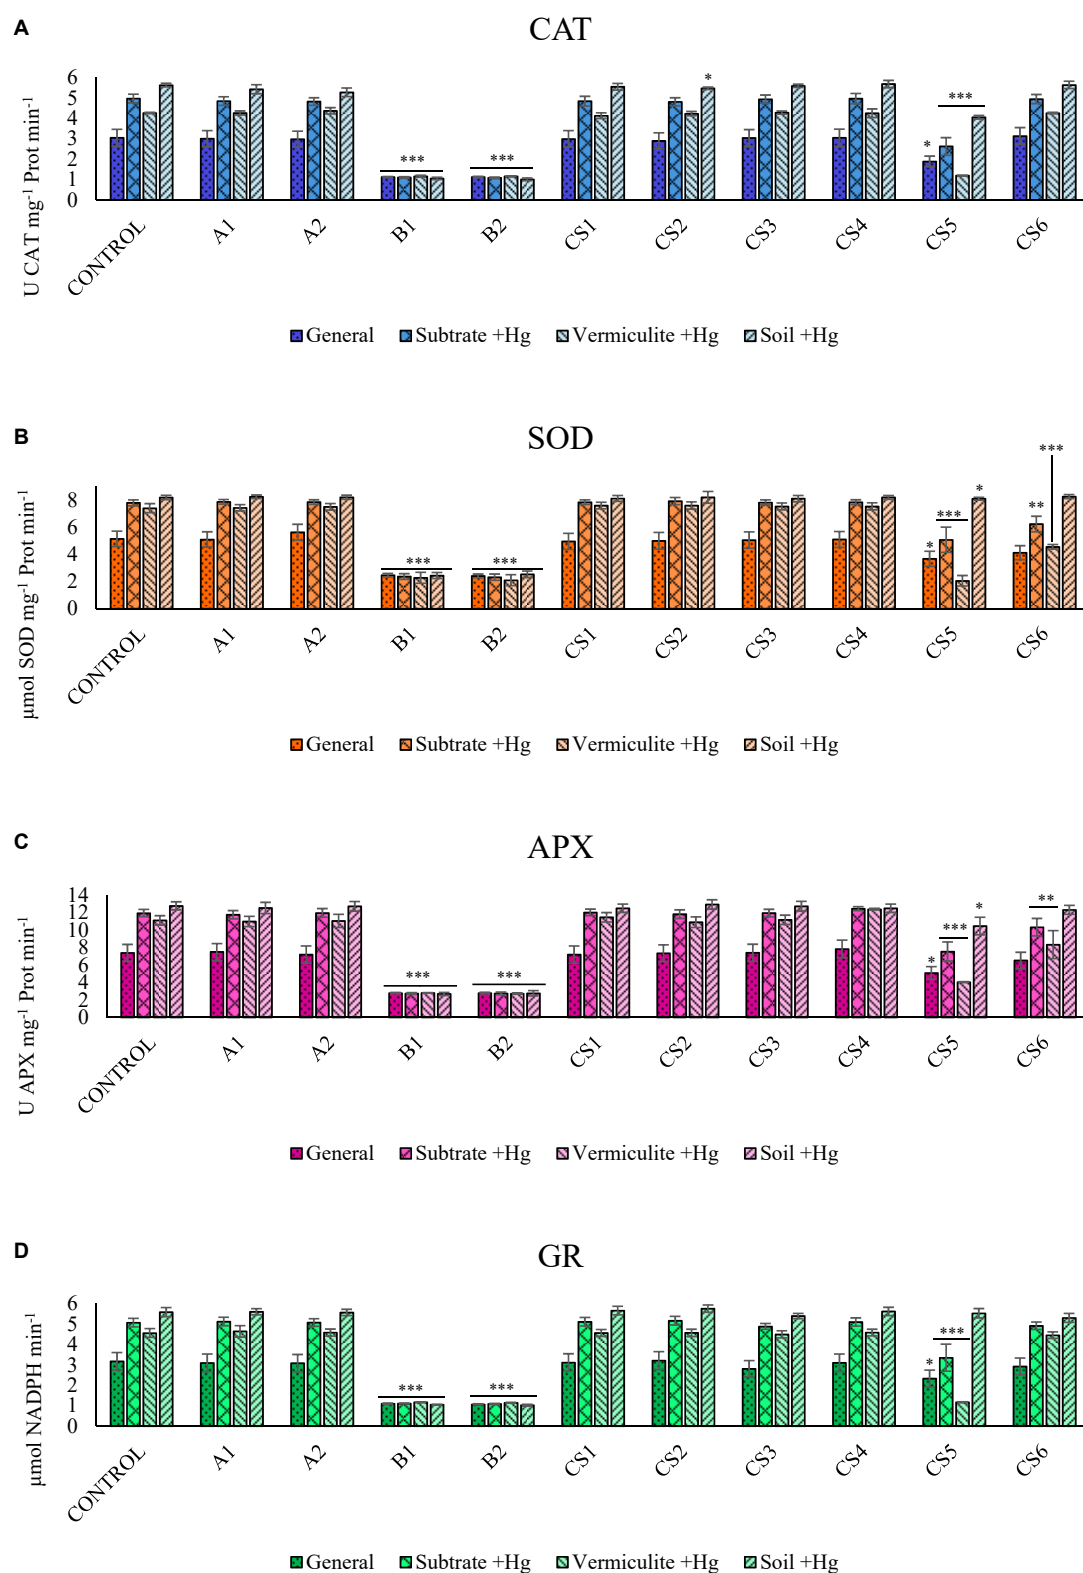 A
CAT
U CAT mg⁻¹ Prot min⁻¹
6
5
4
3
2
1
0
*
***
***
*
***
CONTROL A1 A2 B1 B2 CS1 CS2 CS3 CS4 CS5 CS6
General Subtrate +Hg Vermiculite +Hg Soil +Hg
B
SOD
µmol SOD mg⁻¹ Prot min⁻¹
8
6
4
2
0
***
***
*
***
*
**
***
CONTROL A1 A2 B1 B2 CS1 CS2 CS3 CS4 CS5 CS6
General Subtrate +Hg Vermiculite +Hg Soil +Hg
C
APX
U APX mg⁻¹ Prot min⁻¹
14
12
10
8
6
4
2
0
***
***
*
***
*
**
CONTROL A1 A2 B1 B2 CS1 CS2 CS3 CS4 CS5 CS6
General Subtrate +Hg Vermiculite +Hg Soil +Hg
D
GR
µmol NADPH min⁻¹
6
5
4
3
2
1
0
***
***
*
***
CONTROL A1 A2 B1 B2 CS1 CS2 CS3 CS4 CS5 CS6
General Subtrate +Hg Vermiculite +Hg Soil +Hg